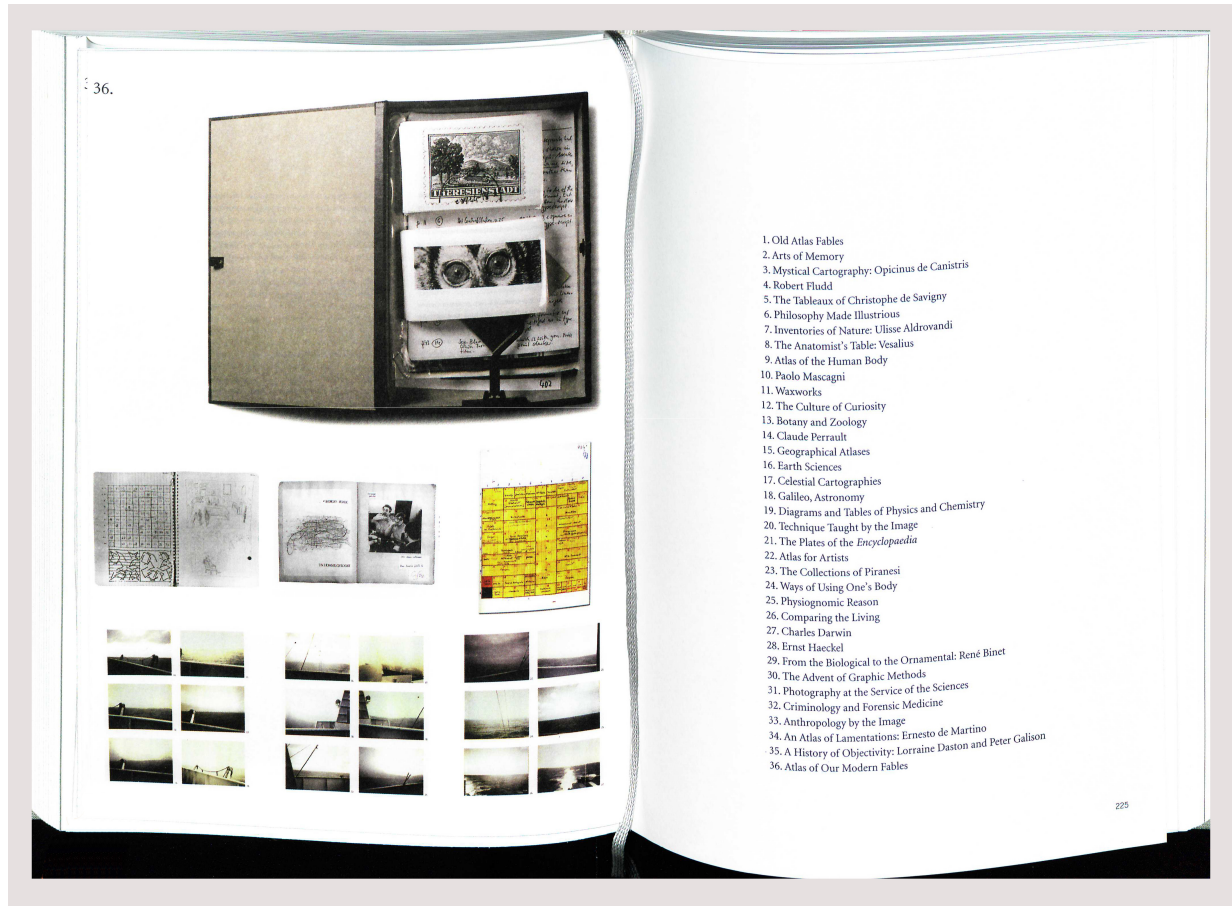 36.
THERESIENSTADT
1. Old Atlas Fables
2. Arts of Memory
3. Mystical Cartography: Opicinus de Canistris
4. Robert Fludd
5. The Tableaux of Christophe de Savigny
6. Philosophy Made Illustrious
7. Inventories of Nature: Ulisse Aldrovandi
8. The Anatomist's Table: Vesalius
9. Atlas of the Human Body
10. Paolo Mascagni
11. Waxworks
12. The Culture of Curiosity
13. Botany and Zoology
14. Claude Perrault
15. Geographical Atlases
16. Earth Sciences
17. Celestial Cartographies
18. Galileo, Astronomy
19. Diagrams and Tables of Physics and Chemistry
20. Technique Taught by the Image
21. The Plates of the Encyclopaedia
22. Atlas for Artists
23. The Collections of Piranesi
24. Ways of Using One's Body
25. Physiognomic Reason
26. Comparing the Living
27. Charles Darwin
28. Ernst Haeckel
29. From the Biological to the Ornamental: René Binet
30. The Advent of Graphic Methods
31. Photography at the Service of the Sciences
32. Criminology and Forensic Medicine
33. Anthropology by the Image
34. An Atlas of Lamentations: Ernesto de Martino
35. A History of Objectivity: Lorraine Daston and Peter Galison
36. Atlas of Our Modern Fables
225